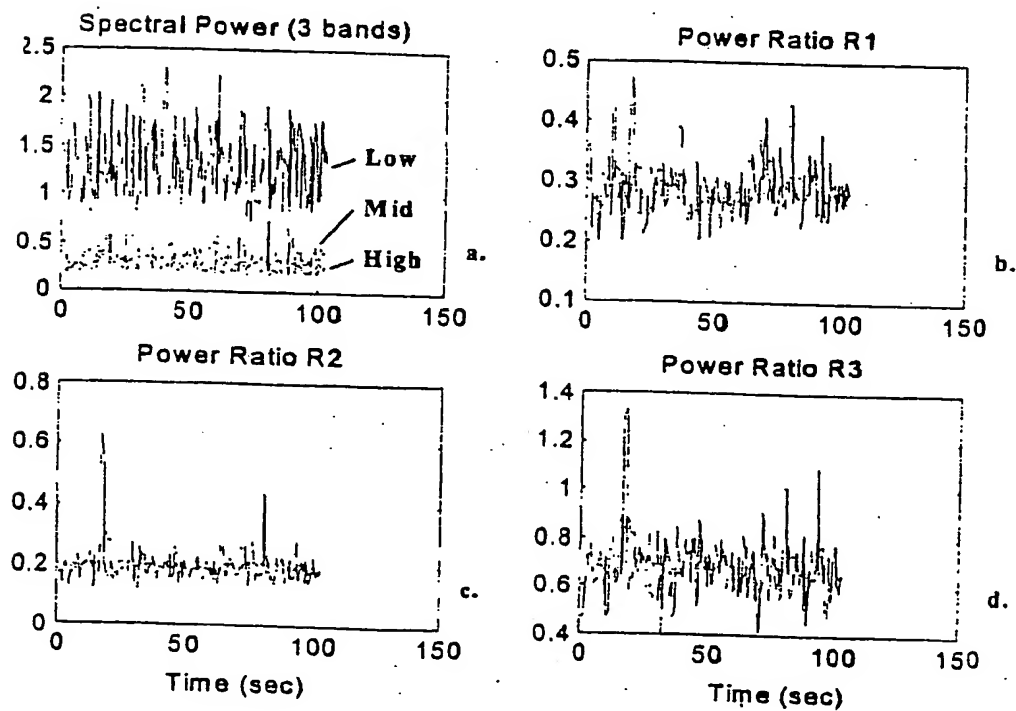 Spectral Power (3 bands)
2.5
2
1.5
1
0.5
0
0
50
100
150
Low
Mid
High
a.
Power Ratio R1
0.5
0.4
0.3
0.2
0.1
0
50
100
150
b.
Power Ratio R2
0.8
0.6
0.4
0.2
0
0
50
100
150
Time (sec)
c.
Power Ratio R3
1.4
1.2
1
0.8
0.6
0.4
0
50
100
150
Time (sec)
d.